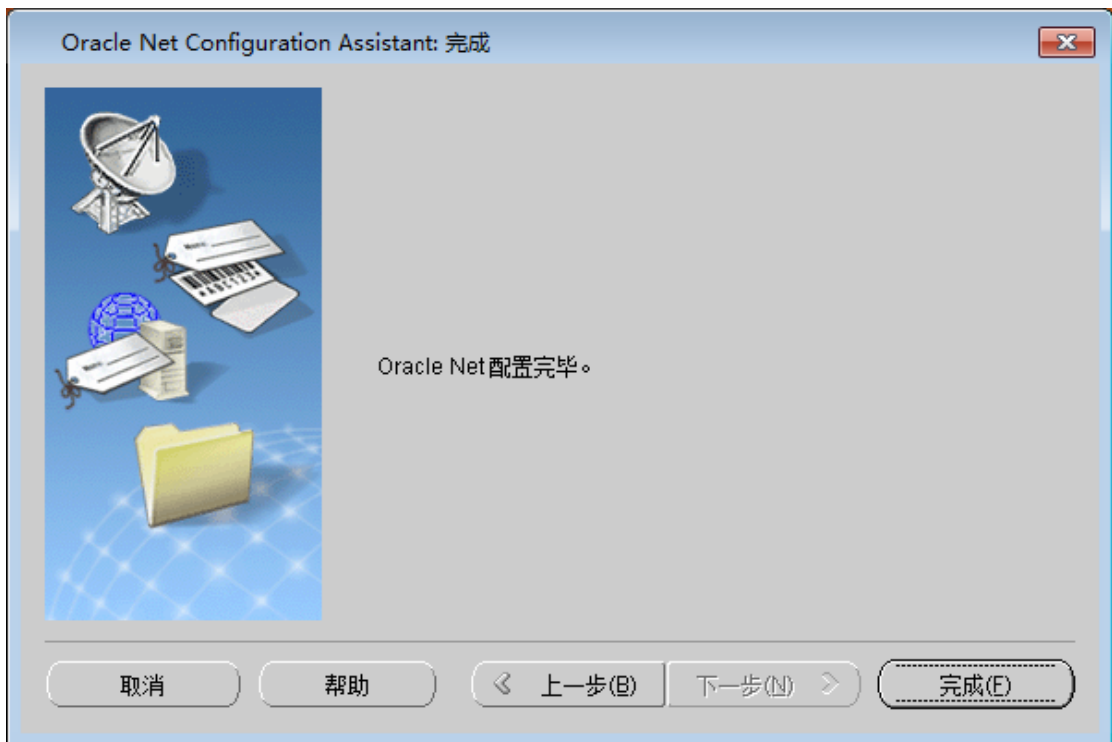 Oracle Net Configuration Assistant: 完成
Oracle Net配置完毕。
取消
帮助
上一步(B)
下一步(N)
完成(F)